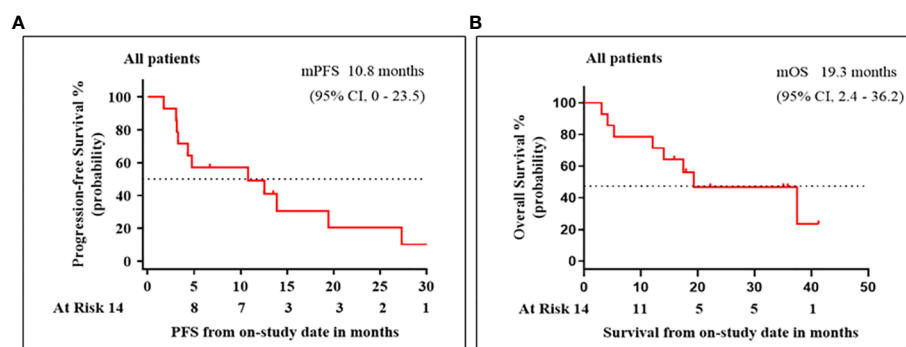 A
All patients
mPFS 10.8 months
(95% CI, 0 - 23.5)
Progression-free Survival %
(probability)
100
80
60
40
20
0
0 5 10 15 20 25 30
At Risk 14 8 7 3 3 2 1
PFS from on-study date in months
B
All patients
mOS 19.3 months
(95% CI, 2.4 - 36.2)
Overall Survival %
(probability)
100
80
60
40
20
0
0 10 20 30 40 50
At Risk 14 11 5 5 1
Survival from on-study date in months